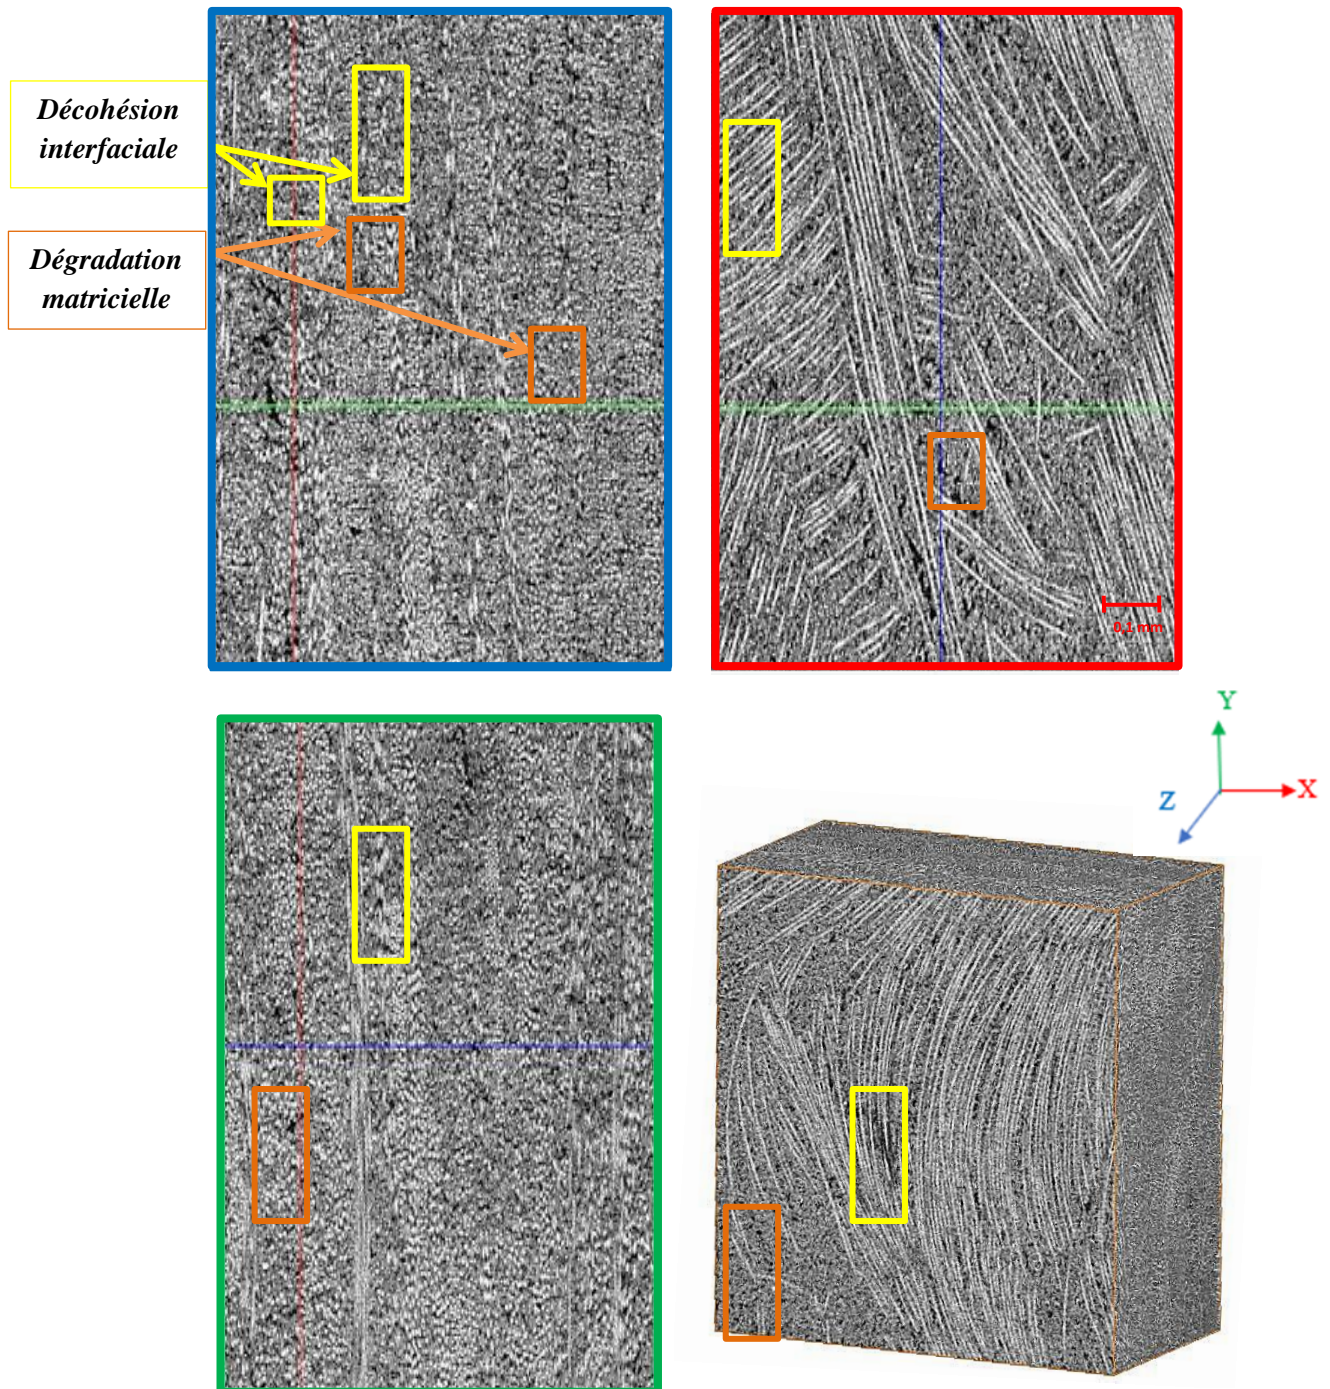 Décohésion
interfaciale
Dégradation
matricielle
0,1 mm
Y
X
Z